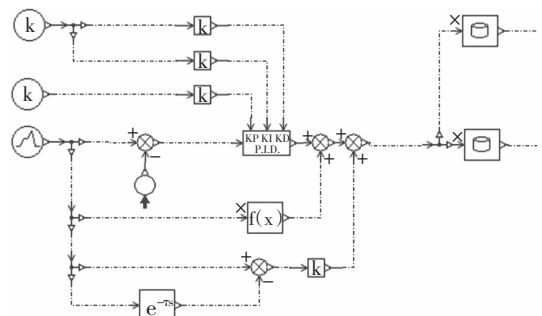 k
k
k
k
k
+
−
KP KI KD
P.I.D.
+
+
+
+
×
×
×
f(x)
+
−
k
e^{-τs}